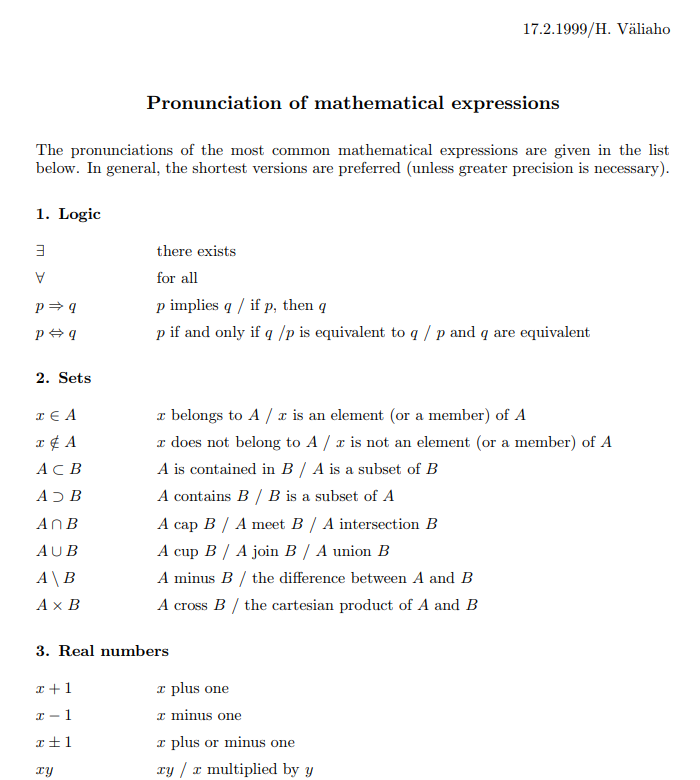 17.2.1999/H. Väliaho
Pronunciation of mathematical expressions
The pronunciations of the most common mathematical expressions are given in the list
below. In general, the shortest versions are preferred (unless greater precision is necessary).
1. Logic
∃ there exists
∀ for all
p ⇒ q p implies q / if p, then q
p ⇔ q p if and only if q /p is equivalent to q / p and q are equivalent
2. Sets
x ∈ A x belongs to A / x is an element (or a member) of A
x ∉ A x does not belong to A / x is not an element (or a member) of A
A ⊂ B A is contained in B / A is a subset of B
A ⊃ B A contains B / B is a subset of A
A ∩ B A cap B / A meet B / A intersection B
A ∪ B A cup B / A join B / A union B
A \ B A minus B / the difference between A and B
A × B A cross B / the cartesian product of A and B
3. Real numbers
x + 1 x plus one
x − 1 x minus one
x ± 1 x plus or minus one
xy xy / x multiplied by y